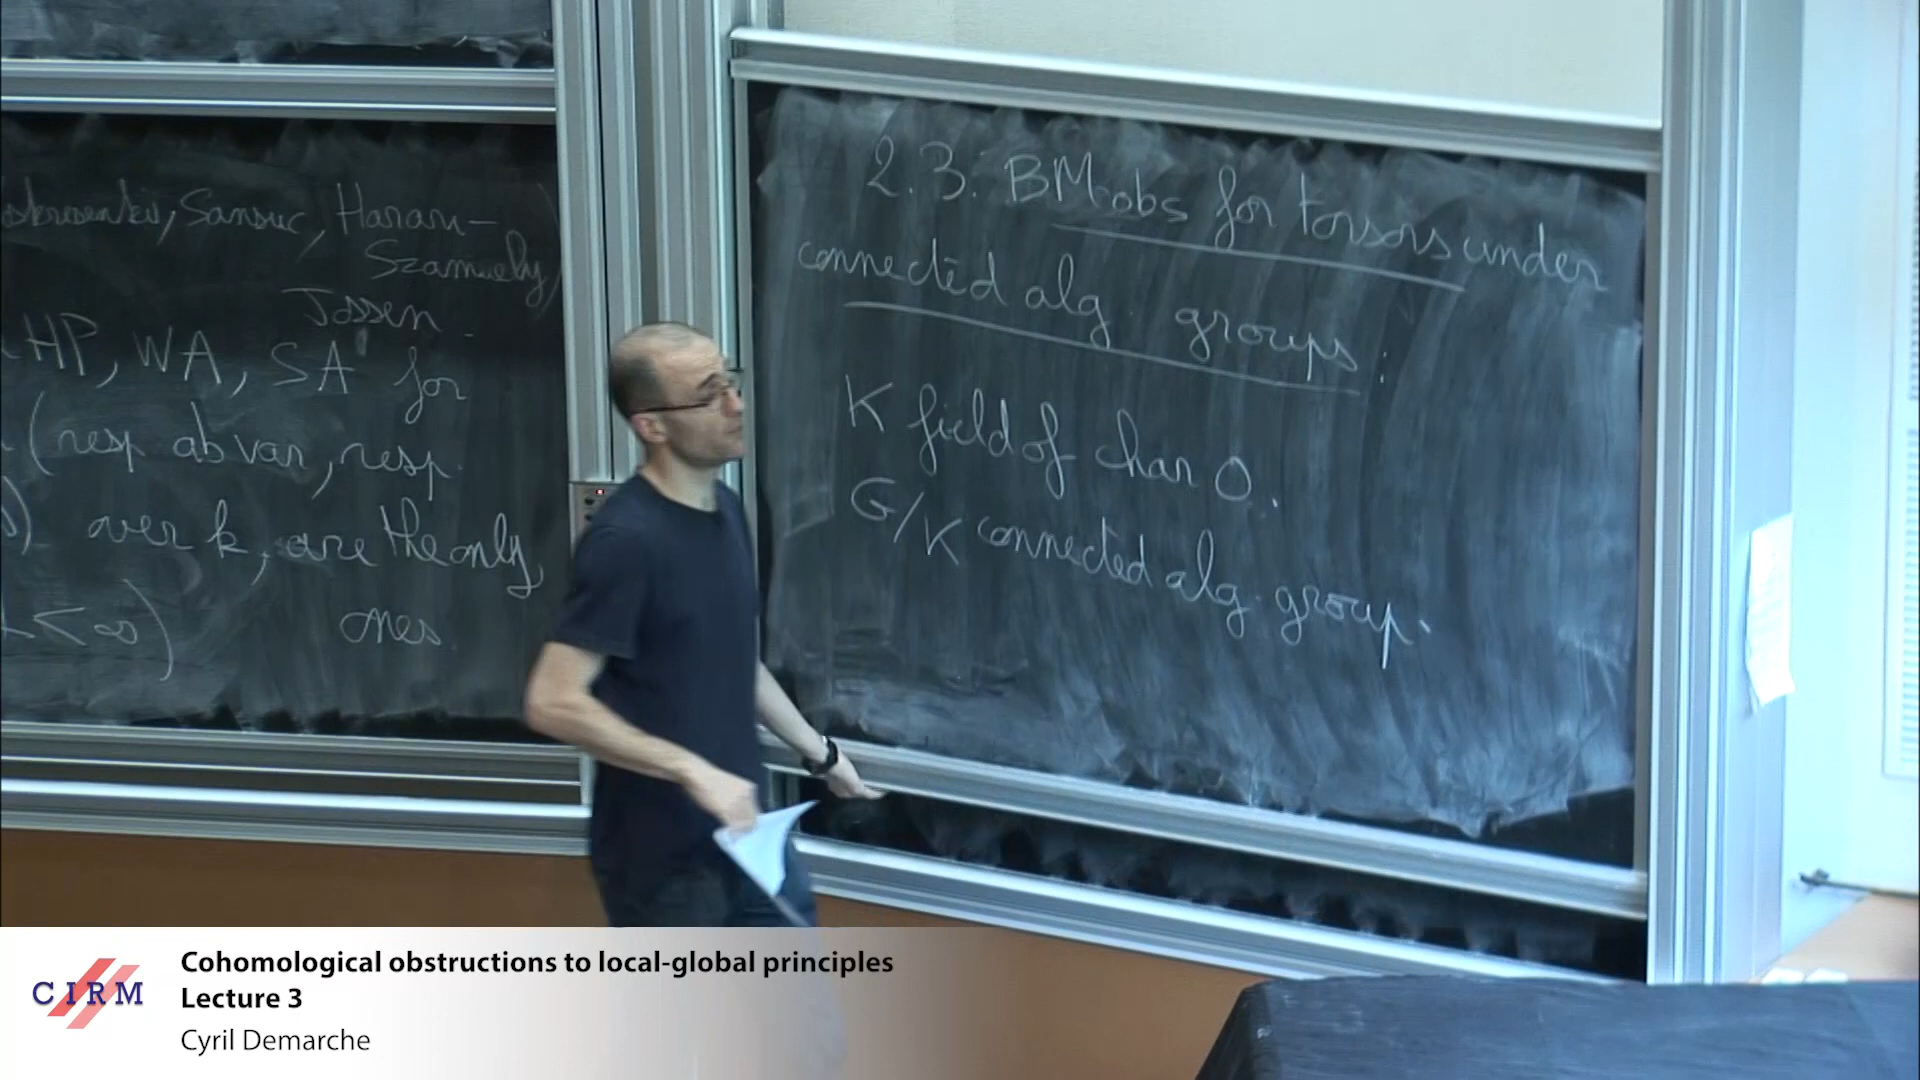 Sansuc, Harari-
Szamuely,
Jossen.
HP, WA, SA for
(resp ab var, resp.
over k, are the only
< ∞) ones
2.3. BM obs for torsors under
connected alg. groups:
K field of char 0.
G/K connected alg. group.
CIRM
Cohomological obstructions to local-global principles
Lecture 3
Cyril Demarche